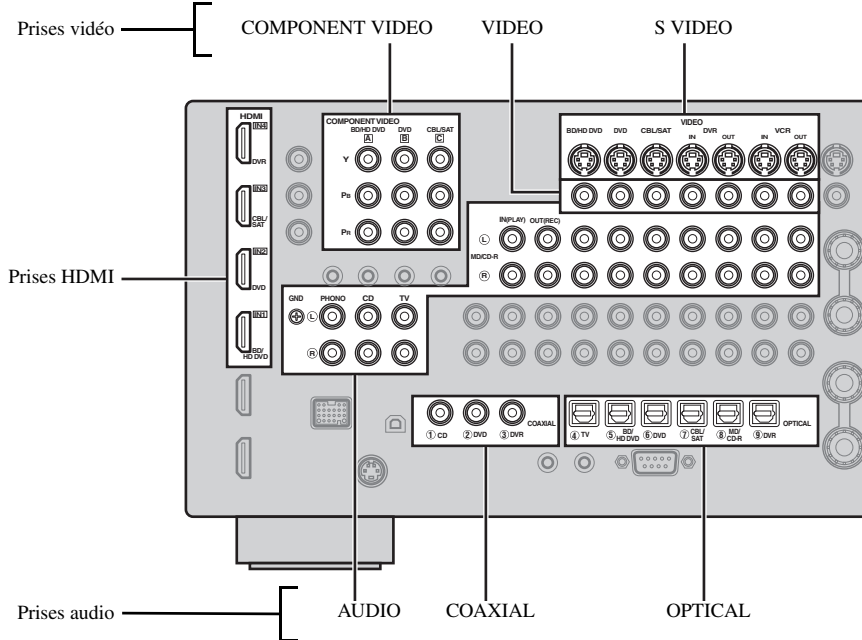 Prises vidéo
COMPONENT VIDEO
VIDEO
S VIDEO
HDMI
IN4
DVR
IN3
CBL/
SAT
IN2
DVD
IN1
BD/
HD DVD
COMPONENT VIDEO
BD/HD DVD DVD CBL/SAT
A B C
Y
PB
PR
VIDEO
BD/HD DVD DVD CBL/SAT DVR VCR
IN OUT IN OUT
IN(PLAY) OUT(REC)
L
MD/CD-R
R
Prises HDMI
GND PHONO CD TV
L
R
COAXIAL
① CD ② DVD ③ DVR
OPTICAL
④ TV ⑤ BD/
HD DVD ⑥ DVD ⑦ CBL/
SAT ⑧ MD/
CD-R ⑨ DVR
Prises audio
AUDIO
COAXIAL
OPTICAL